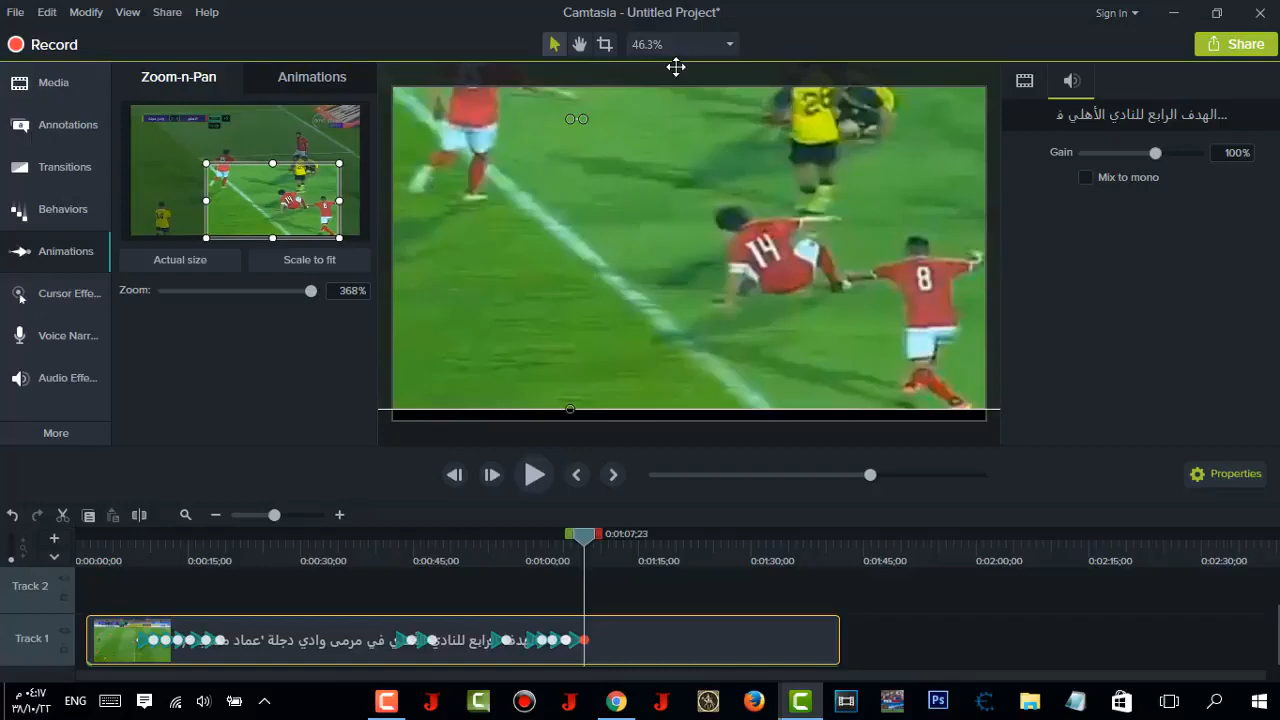 File Edit Modify View Share Help
Camtasia - Untitled Project*
Sign In
Record
46.3%
Share
Media
Annotations
Transitions
Behaviors
Animations
Cursor Effe...
Voice Narr...
Audio Effe...
More
Zoom-n-Pan
Animations
Actual size
Scale to fit
Zoom:
368%
14
8
...الهدف الرابع للنادي الأهلي ف
Gain
100%
Mix to mono
Properties
0:01:07;23
0:00:00;00 0:00:15;00 0:00:30;00 0:00:45;00 0:01:00;00 0:01:15;00 0:01:30;00 0:01:45;00 0:02:00;00 0:02:15;00 0:02:30;00
Track 2
Track 1
في مرمى وادي دجلة 'عماد
ENG